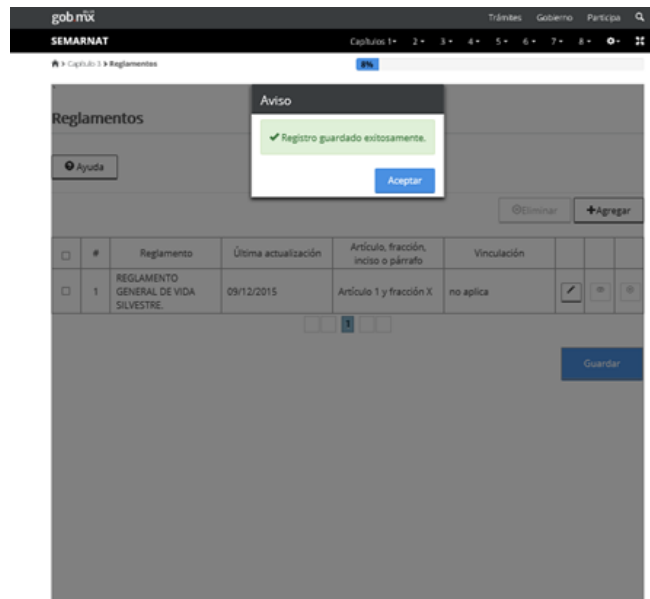 gob mx Trámites Gobierno Participa
SEMARNAT Capítulos 1 2 3 4 5 6 7 8
> Capítulo 3 > Reglamentos 8%
Aviso
Registro guardado exitosamente.
Aceptar
Reglamentos
Ayuda
Eliminar +Agregar
# Reglamento Última actualización Artículo, fracción, inciso o párrafo Vinculación
1 REGLAMENTO GENERAL DE VIDA SILVESTRE. 09/12/2015 Artículo 1 y fracción X no aplica
1
Guardar